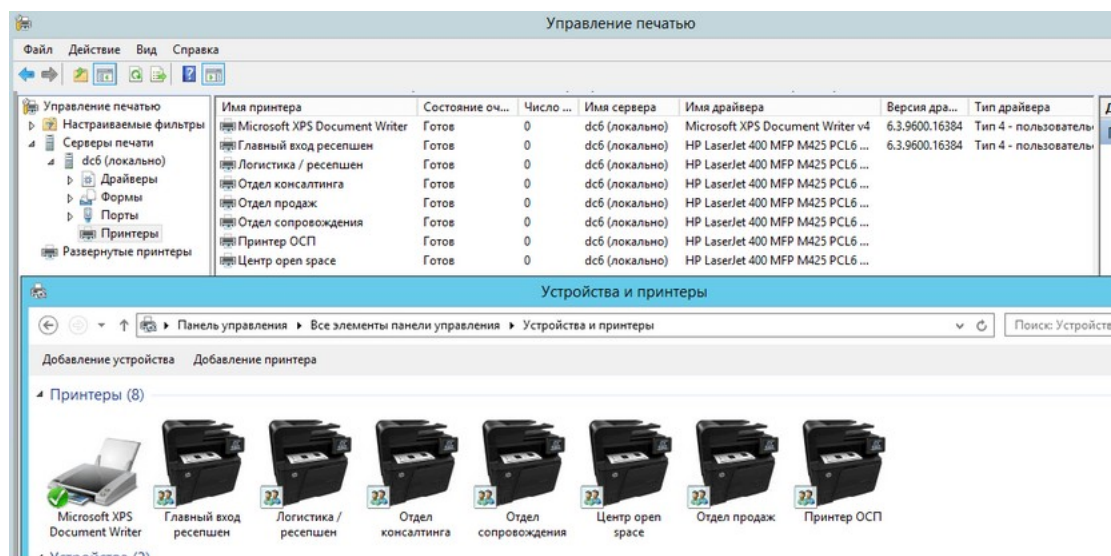 Управление печатью
Файл Действие Вид Справка
Управление печатью
Настраиваемые фильтры
Серверы печати
dc6 (локально)
Драйверы
Формы
Порты
Принтеры
Развернутые принтеры
Имя принтера Состояние оч... Число ... Имя сервера Имя драйвера Версия дра... Тип драйвера
Microsoft XPS Document Writer Готов 0 dc6 (локально) Microsoft XPS Document Writer v4 6.3.9600.16384 Тип 4 - пользователь
Главный вход ресепшен Готов 0 dc6 (локально) HP LaserJet 400 MFP M425 PCL6 ... 6.3.9600.16384 Тип 4 - пользователь
Логистика / ресепшен Готов 0 dc6 (локально) HP LaserJet 400 MFP M425 PCL6 ...
Отдел консалтинга Готов 0 dc6 (локально) HP LaserJet 400 MFP M425 PCL6 ...
Отдел продаж Готов 0 dc6 (локально) HP LaserJet 400 MFP M425 PCL6 ...
Отдел сопровождения Готов 0 dc6 (локально) HP LaserJet 400 MFP M425 PCL6 ...
Принтер ОСП Готов 0 dc6 (локально) HP LaserJet 400 MFP M425 PCL6 ...
Центр open space Готов 0 dc6 (локально) HP LaserJet 400 MFP M425 PCL6 ...
Устройства и принтеры
Панель управления Все элементы панели управления Устройства и принтеры Поиск: Устройств
Добавление устройства Добавление принтера
Принтеры (8)
Microsoft XPS Document Writer
Главный вход ресепшен
Логистика / ресепшен
Отдел консалтинга
Отдел сопровождения
Центр open space
Отдел продаж
Принтер ОСП